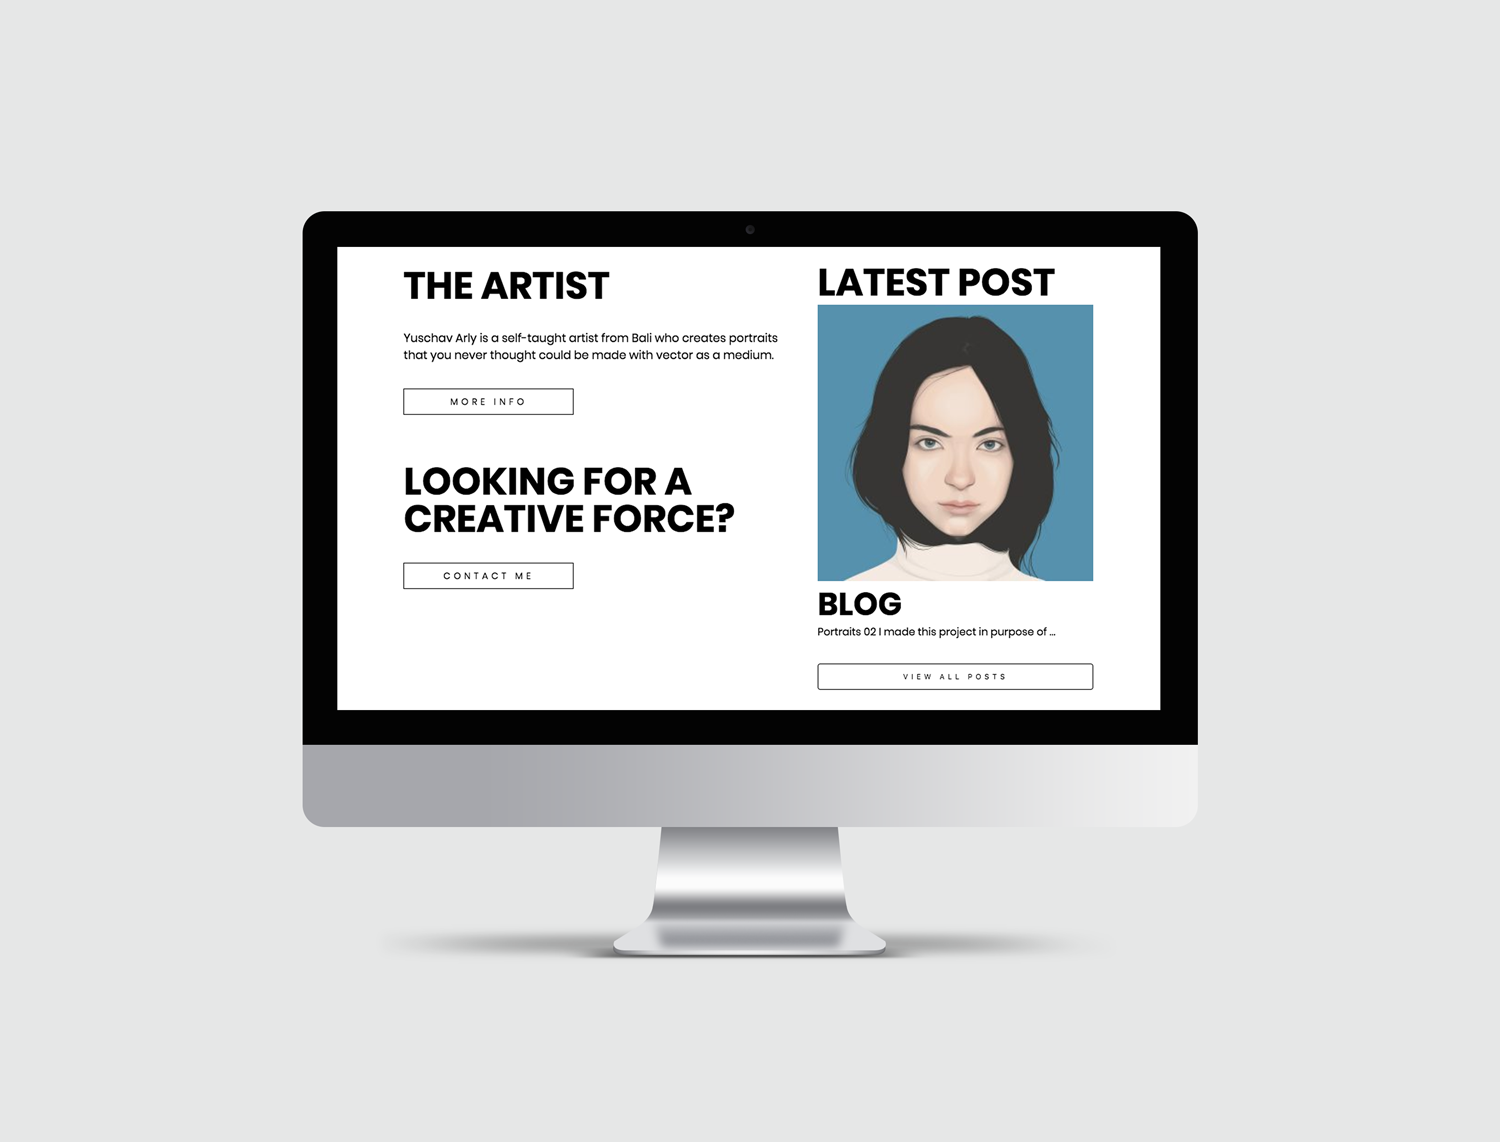 THE ARTIST
Yuschav Arly is a self-taught artist from Bali who creates portraits
that you never thought could be made with vector as a medium.
MORE INFO
LOOKING FOR A
CREATIVE FORCE?
CONTACT ME
LATEST POST
BLOG
Portraits 02 I made this project in purpose of ...
VIEW ALL POSTS